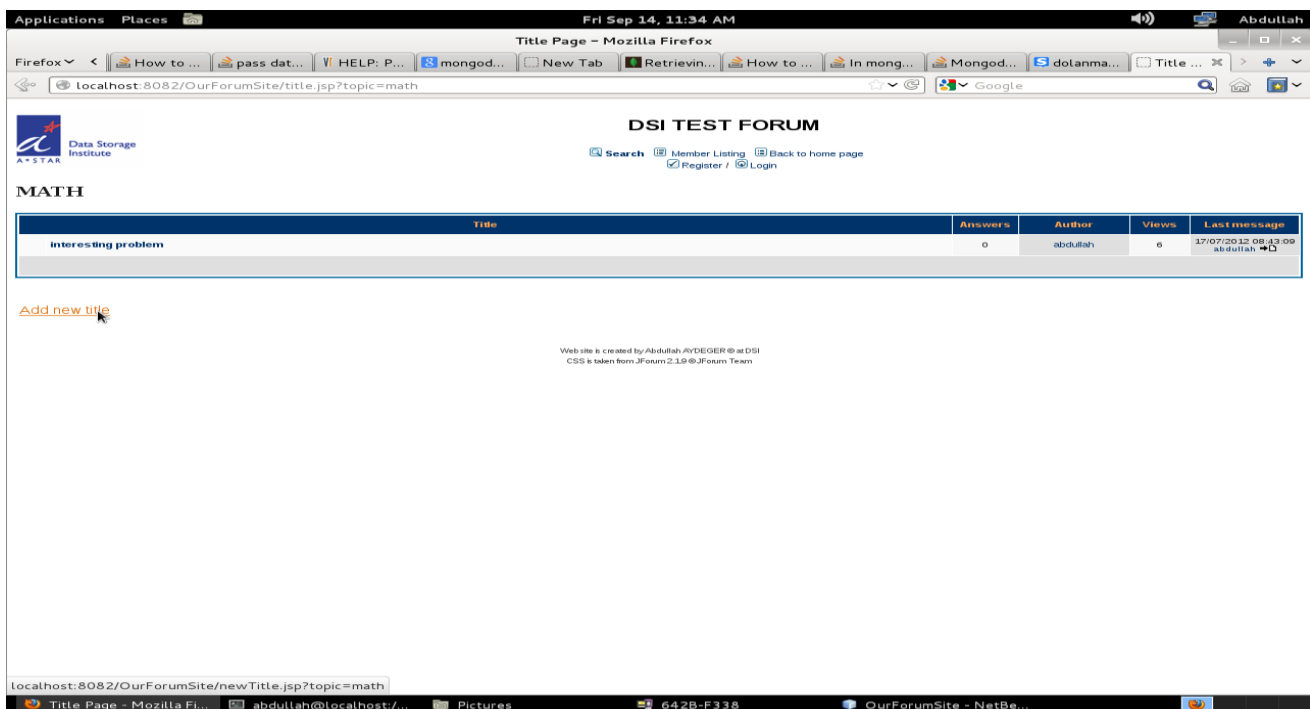 Applications Places Fri Sep 14, 11:34 AM Abdullah
Title Page - Mozilla Firefox
Firefox < How to ... pass dat... HELP: P... mongod... New Tab Retrievin... How to ... In mong... Mongod... dolanma... Title ...
localhost:8082/OurForumSite/title.jsp?topic=math Google
A*STAR Data Storage Institute
DSI TEST FORUM
Search Member Listing Back to home page
Register / Login
MATH
Title Answers Author Views Last message
interesting problem 0 abdullah 6 17/07/2012 08:43:09
abdullah
Add new title
Web site is created by Abdullah AYDEGER © at DSI
CSS is taken from JForum 2.1.9 © JForum Team
localhost:8082/OurForumSite/newTitle.jsp?topic=math
Title Page - Mozilla Fi... abdullah@localhost:/... Pictures 642B-F338 OurForumSite - NetBe...